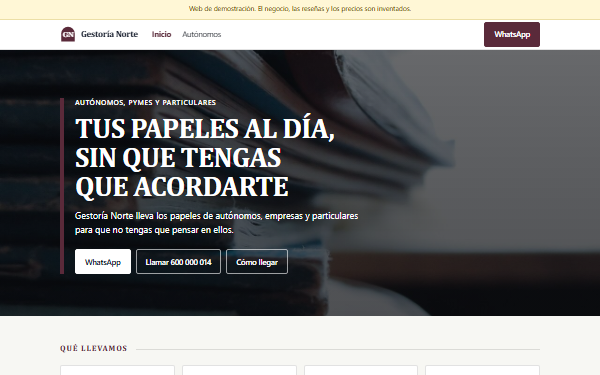 Web de demostración. El negocio, las reseñas y los precios son inventados.
GN Gestoría Norte Inicio Autónomos WhatsApp
AUTÓNOMOS, PYMES Y PARTICULARES
TUS PAPELES AL DÍA,
SIN QUE TENGAS
QUE ACORDARTE
Gestoría Norte lleva los papeles de autónomos, empresas y particulares
para que no tengas que pensar en ellos.
WhatsApp Llamar 600 000 014 Cómo llegar
QUÉ LLEVAMOS